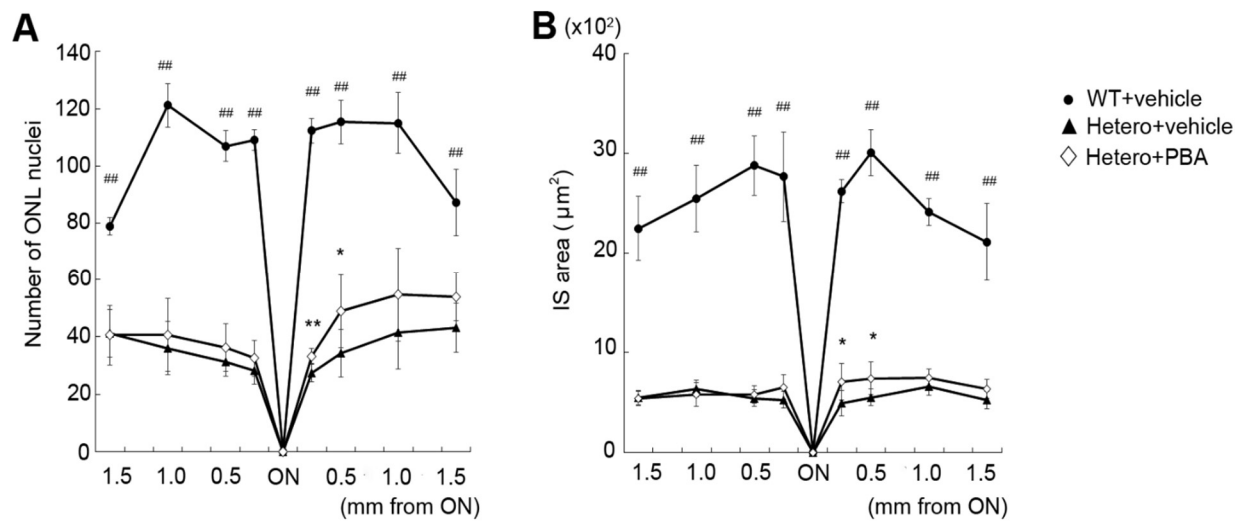 A
Number of ONL nuclei
140
120
100
80
60
40
20
0
## ## ## ## ## ## ## ##
** *
1.5 1.0 0.5 ON 0.5 1.0 1.5
(mm from ON)
B (x10²)
IS area ( μm²)
40
30
20
10
0
## ## ## ## ## ## ## ##
* *
1.5 1.0 0.5 ON 0.5 1.0 1.5
(mm from ON)
WT+vehicle
Hetero+vehicle
Hetero+PBA